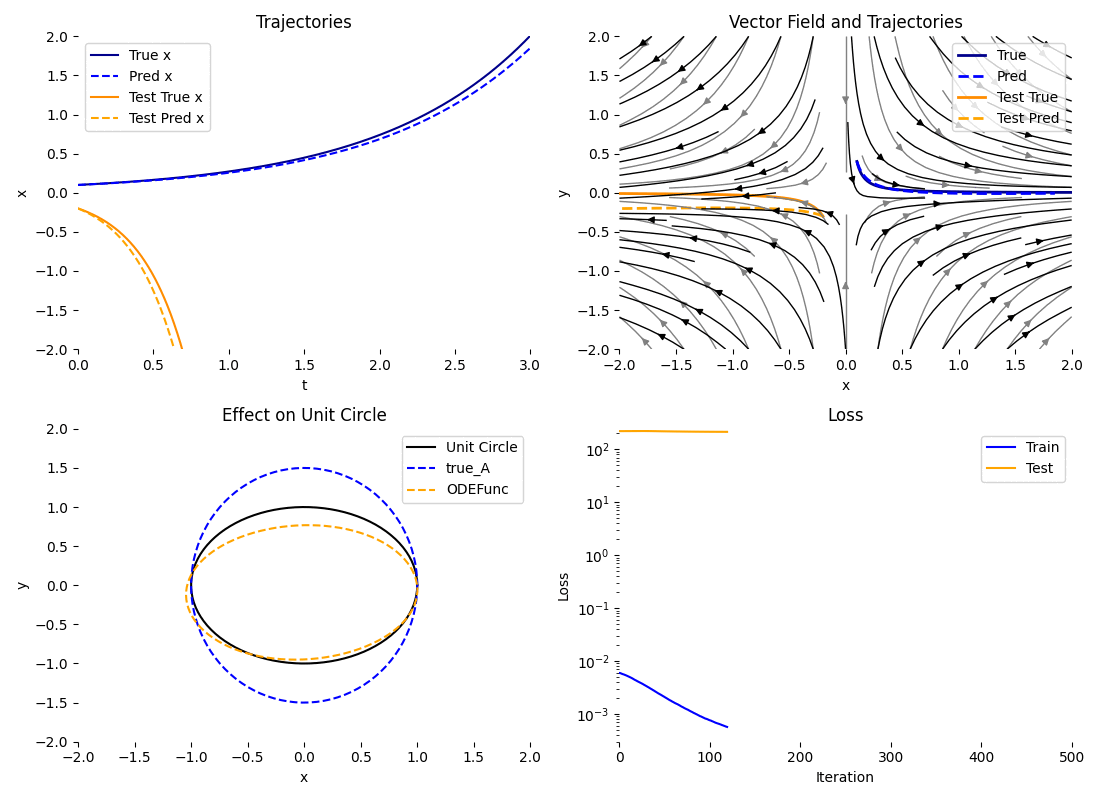 Trajectories
2.0
1.5
1.0
0.5
0.0
−0.5
−1.0
−1.5
−2.0
x
True x
Pred x
Test True x
Test Pred x
0.0 0.5 1.0 1.5 2.0 2.5 3.0
t
Vector Field and Trajectories
2.0
1.5
1.0
0.5
0.0
−0.5
−1.0
−1.5
−2.0
y
True
Pred
Test True
Test Pred
−2.0 −1.5 −1.0 −0.5 0.0 0.5 1.0 1.5 2.0
x
Effect on Unit Circle
2.0
1.5
1.0
0.5
0.0
−0.5
−1.0
−1.5
−2.0
y
Unit Circle
true_A
ODEFunc
−2.0 −1.5 −1.0 −0.5 0.0 0.5 1.0 1.5 2.0
x
Loss
10²
10¹
10⁰
10⁻¹
10⁻²
10⁻³
Loss
Train
Test
0 100 200 300 400 500
Iteration